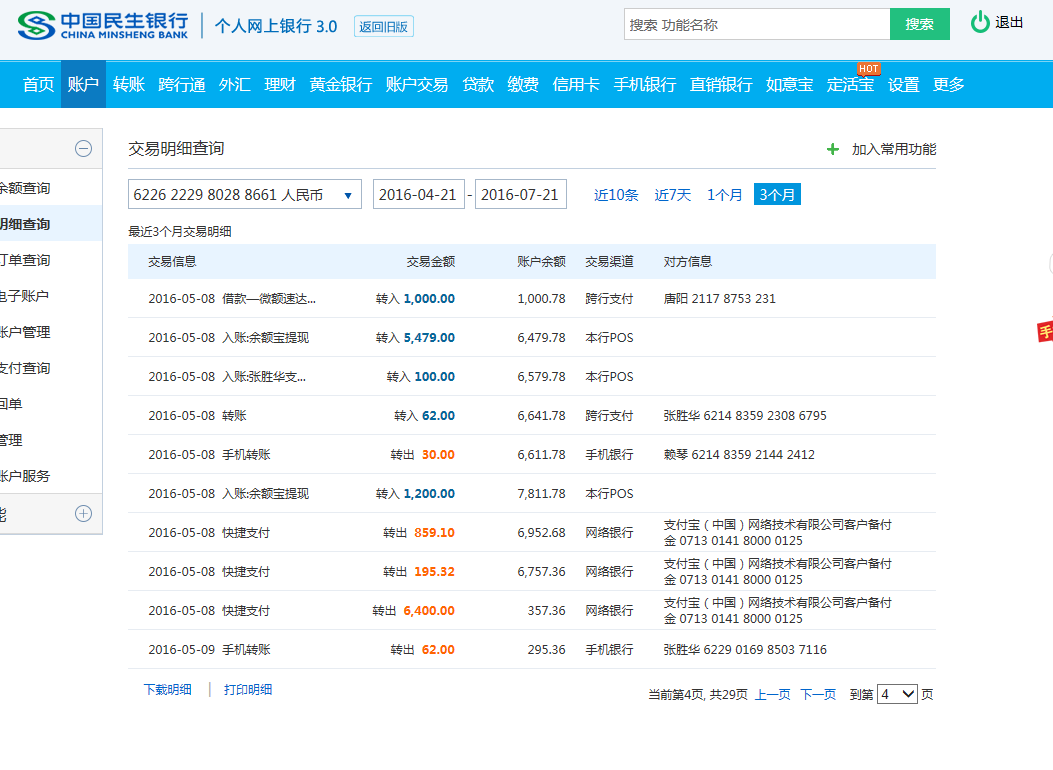 中国民生银行
CHINA MINSHENG BANK
个人网上银行 3.0 返回旧版
搜索 功能名称 搜索 退出
HOT
首页 账户 转账 跨行通 外汇 理财 黄金银行 账户交易 贷款 缴费 信用卡 手机银行 直销银行 如意宝 定活宝 设置 更多
余额查询
明细查询
订单查询
电子账户
账户管理
支付查询
回单
管理
账户服务
能
交易明细查询 加入常用功能
6226 2229 8028 8661 人民币 2016-04-21 - 2016-07-21 近10条 近7天 1个月 3个月
最近3个月交易明细
交易信息 交易金额 账户余额 交易渠道 对方信息
2016-05-08 借款—微额速达... 转入 1,000.00 1,000.78 跨行支付 唐阳 2117 8753 231
2016-05-08 入账:余额宝提现 转入 5,479.00 6,479.78 本行POS
2016-05-08 入账:张胜华支... 转入 100.00 6,579.78 本行POS
2016-05-08 转账 转入 62.00 6,641.78 跨行支付 张胜华 6214 8359 2308 6795
2016-05-08 手机转账 转出 30.00 6,611.78 手机银行 赖琴 6214 8359 2144 2412
2016-05-08 入账:余额宝提现 转入 1,200.00 7,811.78 本行POS
2016-05-08 快捷支付 转出 859.10 6,952.68 网络银行 支付宝（中国）网络技术有限公司客户备付
金 0713 0141 8000 0125
2016-05-08 快捷支付 转出 195.32 6,757.36 网络银行 支付宝（中国）网络技术有限公司客户备付
金 0713 0141 8000 0125
2016-05-08 快捷支付 转出 6,400.00 357.36 网络银行 支付宝（中国）网络技术有限公司客户备付
金 0713 0141 8000 0125
2016-05-09 手机转账 转出 62.00 295.36 手机银行 张胜华 6229 0169 8503 7116
下载明细 | 打印明细
当前第4页, 共29页 上一页 下一页 到第 4 页
手